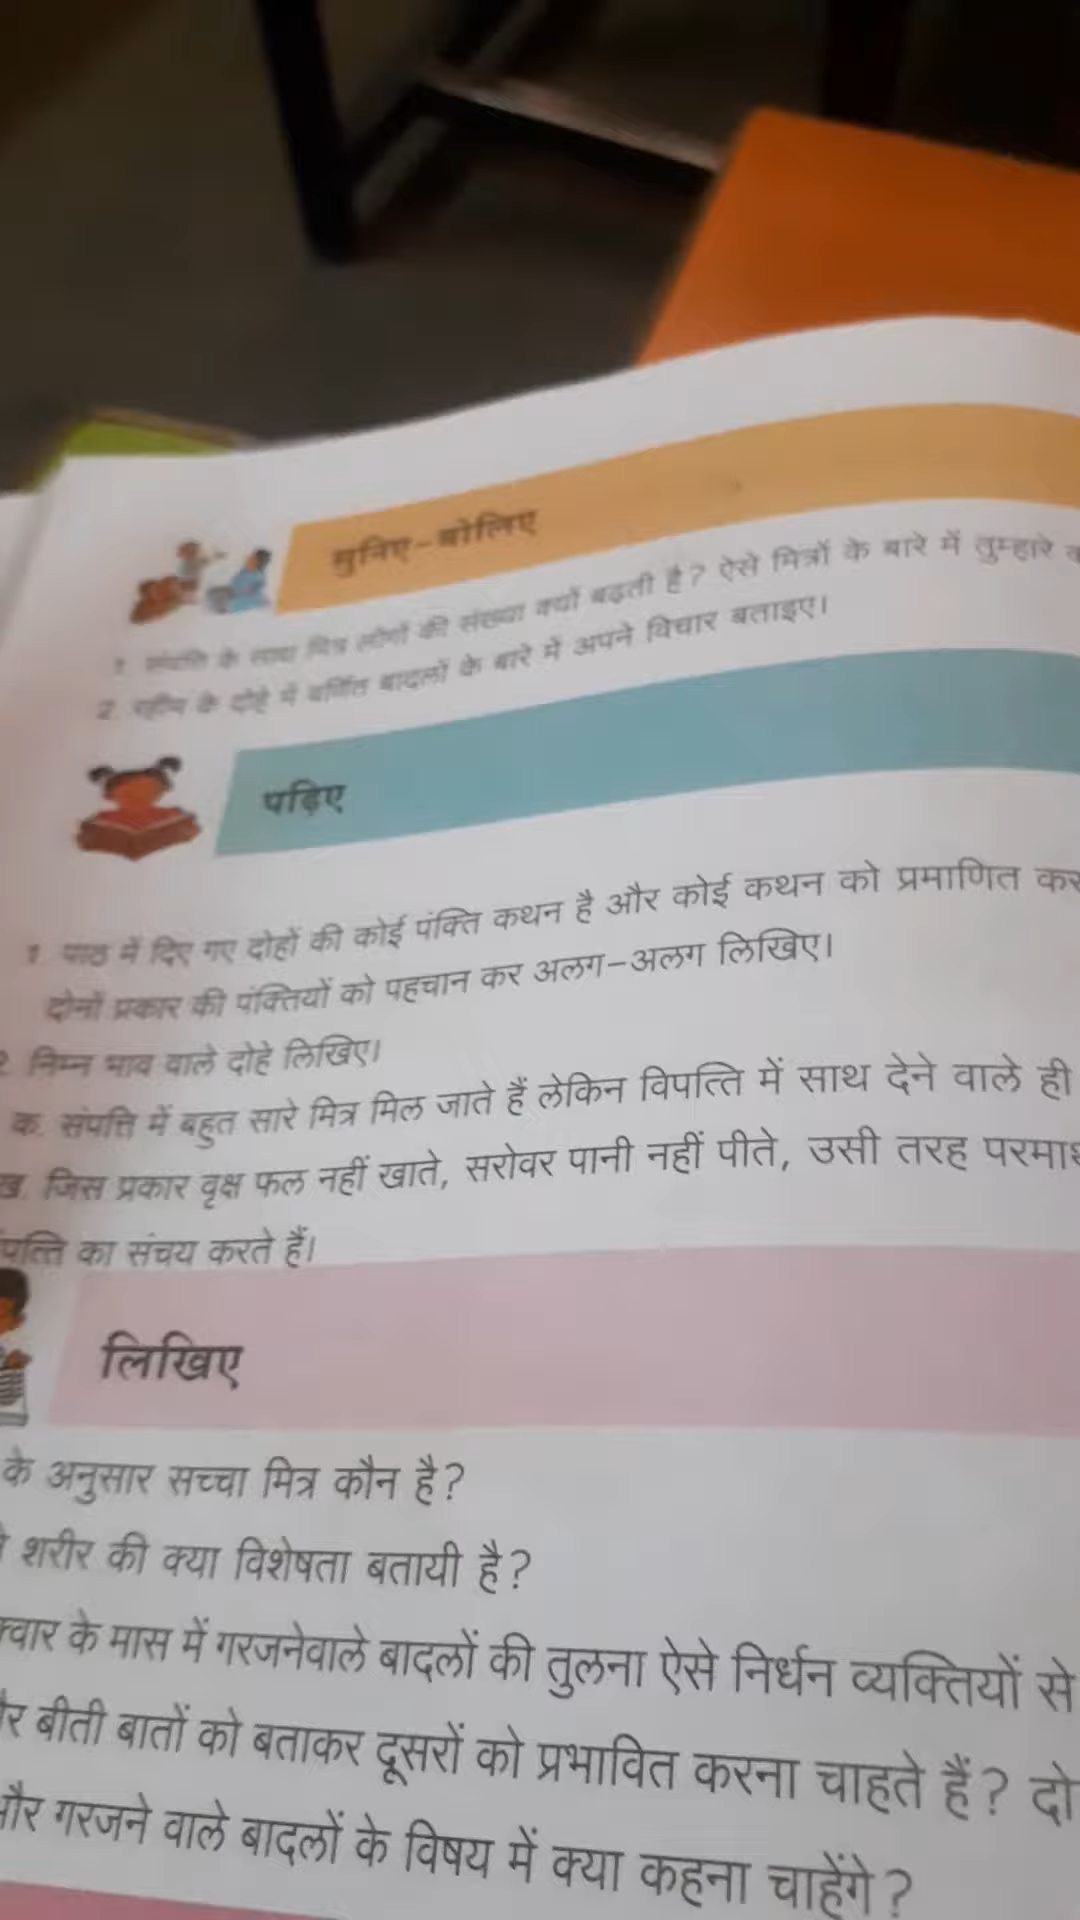 सुनिए-बोलिए
1. संपत्ति के साथ मित्र लोगों की संख्या क्यों बढ़ती है? ऐसे मित्रों के बारे में तुम्हारे
2. रहीम के दोहे में वर्णित बादलों के बारे में अपने विचार बताइए।
पढ़िए
1 पाठ में दिए गए दोहों की कोई पंक्ति कथन है और कोई कथन को प्रमाणित कर
दोनों प्रकार की पंक्तियों को पहचान कर अलग-अलग लिखिए।
2. निम्न भाव वाले दोहे लिखिए।
क. संपत्ति में बहुत सारे मित्र मिल जाते हैं लेकिन विपत्ति में साथ देने वाले ही
ख. जिस प्रकार वृक्ष फल नहीं खाते, सरोवर पानी नहीं पीते, उसी तरह
का संचय करते हैं।
लिखिए
के अनुसार सच्चा मित्र कौन है?
शरीर की क्या विशेषता बतायी है?
क्वार के मास में गरजनेवाले बादलों की तुलना ऐसे निर्धन व्यक्तियों से
बीती बातों को बताकर दूसरों को प्रभावित करना चाहते हैं? दो
और गरजने वाले बादलों के विषय में क्या कहना चाहेंगे?